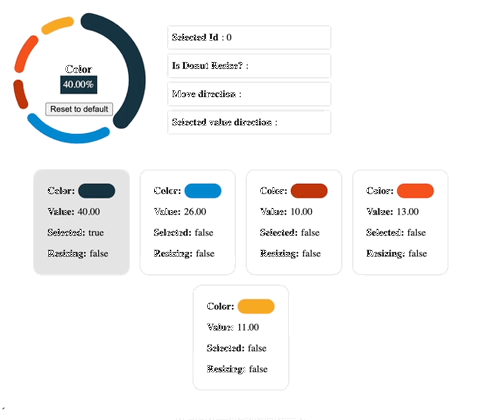 Color
40.00%
Reset to default
Selected Id : 0
Is Donut Resize? :
Move direction :
Selected value direction :
Color:
Value: 40.00
Selected: true
Resizing: false
Color:
Value: 26.00
Selected: false
Resizing: false
Color:
Value: 10.00
Selected: false
Resizing: false
Color:
Value: 13.00
Selected: false
Resizing: false
Color:
Value: 11.00
Selected: false
Resizing: false